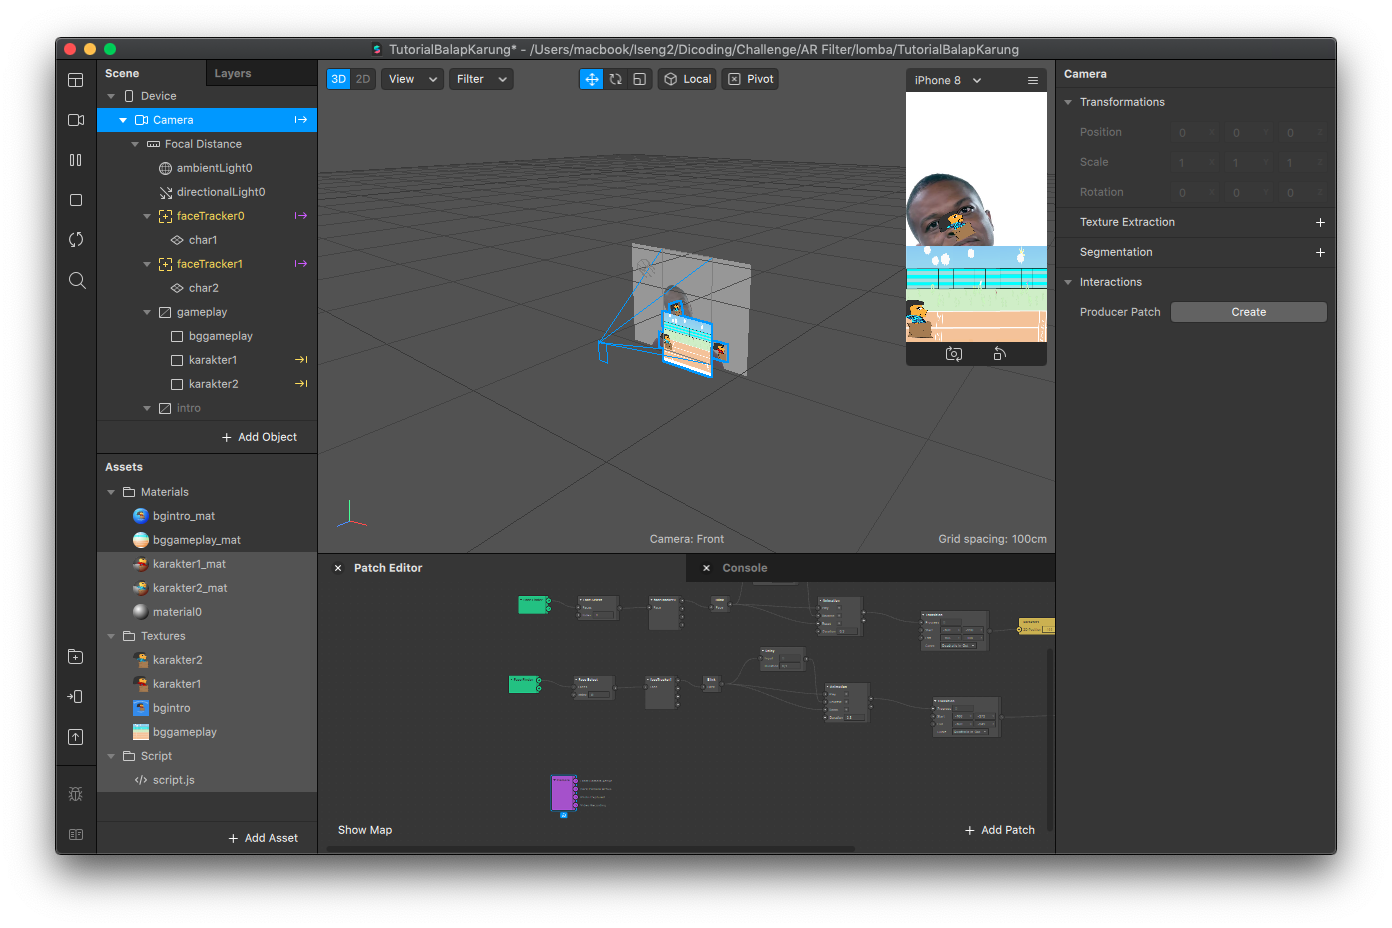 TutorialBalapKarung* - /Users/macbook/Iseng2/Dicoding/Challenge/AR Filter/lomba/TutorialBalapKarung
Scene
Layers
Device
Camera
Focal Distance
ambientLight0
directionalLight0
faceTracker0
char1
faceTracker1
char2
gameplay
bggameplay
karakter1
karakter2
intro
Add Object
Assets
Materials
bgintro_mat
bggameplay_mat
karakter1_mat
karakter2_mat
material0
Textures
karakter2
karakter1
bgintro
bggameplay
Script
script.js
Add Asset
3D 2D View Filter Local Pivot
iPhone 8
Camera: Front
Grid spacing: 100cm
Patch Editor
Console
Show Map
Add Patch
Camera
Transformations
Position 0 0 0
Scale 1 1 1
Rotation 0 0 0
Texture Extraction
Segmentation
Interactions
Producer Patch Create